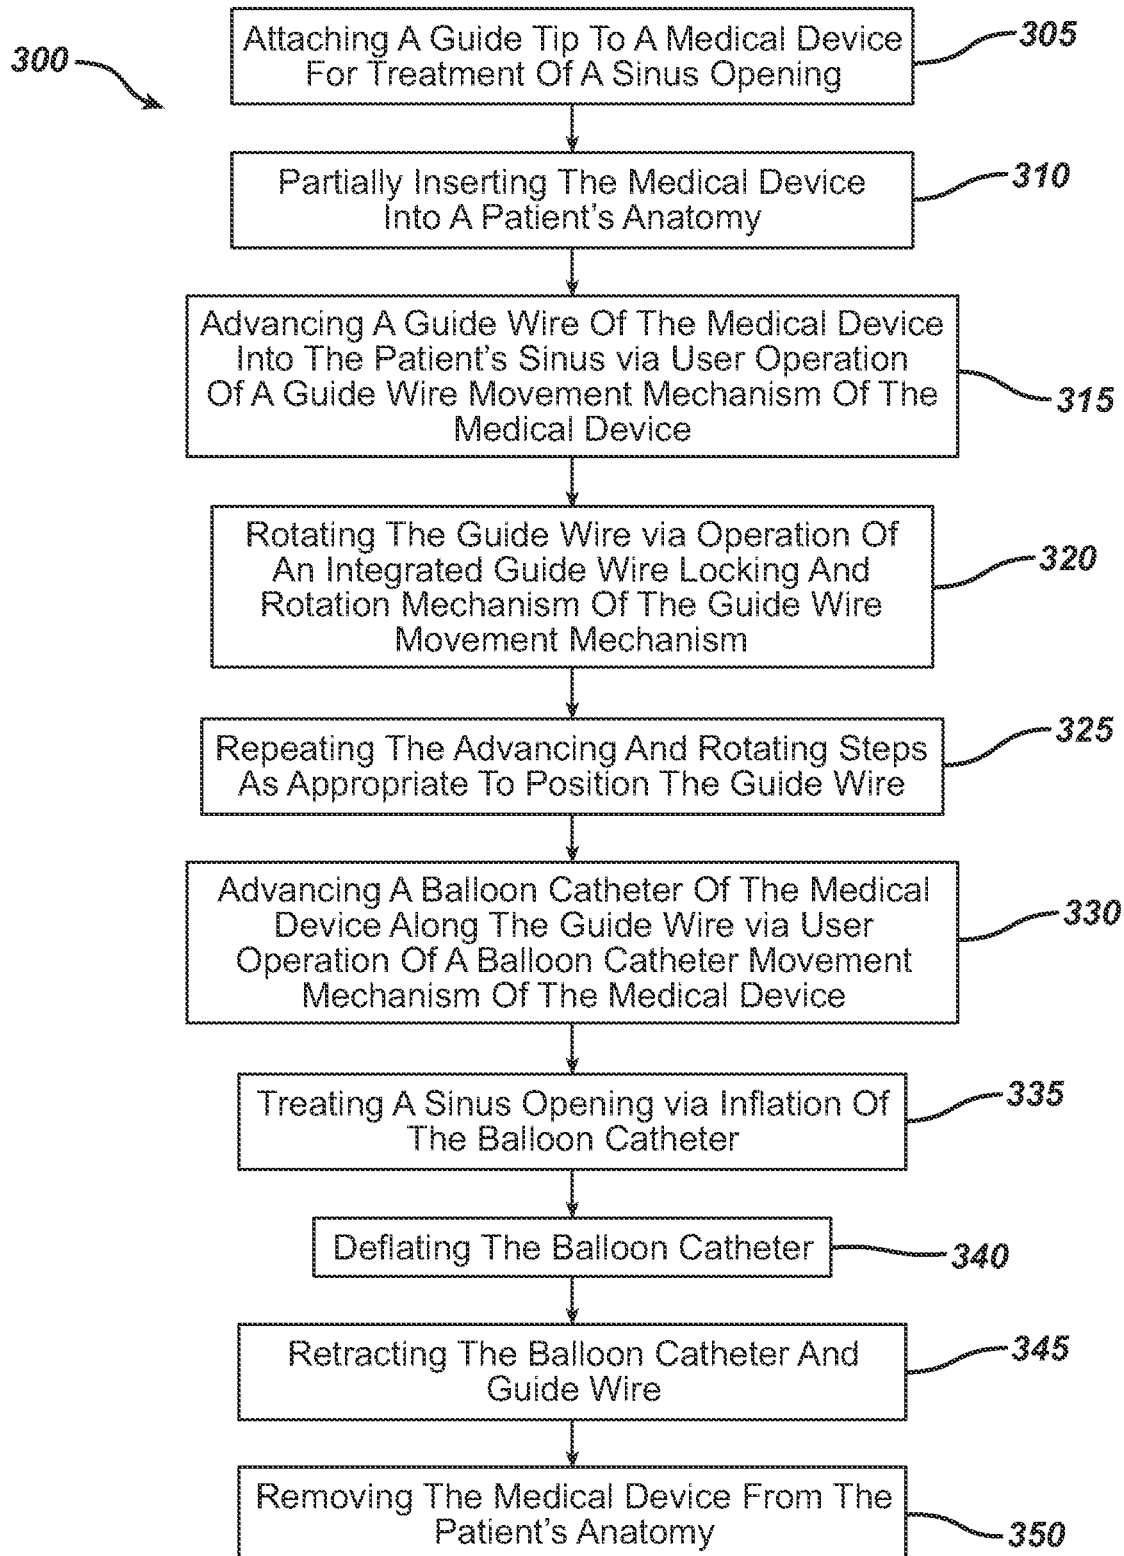 300
Attaching A Guide Tip To A Medical Device
For Treatment Of A Sinus Opening
305
Partially Inserting The Medical Device
Into A Patient's Anatomy
310
Advancing A Guide Wire Of The Medical Device
Into The Patient's Sinus via User Operation
Of A Guide Wire Movement Mechanism Of The
Medical Device
315
Rotating The Guide Wire via Operation Of
An Integrated Guide Wire Locking And
Rotation Mechanism Of The Guide Wire
Movement Mechanism
320
Repeating The Advancing And Rotating Steps
As Appropriate To Position The Guide Wire
325
Advancing A Balloon Catheter Of The Medical
Device Along The Guide Wire via User
Operation Of A Balloon Catheter Movement
Mechanism Of The Medical Device
330
Treating A Sinus Opening via Inflation Of
The Balloon Catheter
335
Deflating The Balloon Catheter
340
Retracting The Balloon Catheter And
Guide Wire
345
Removing The Medical Device From The
Patient's Anatomy
350